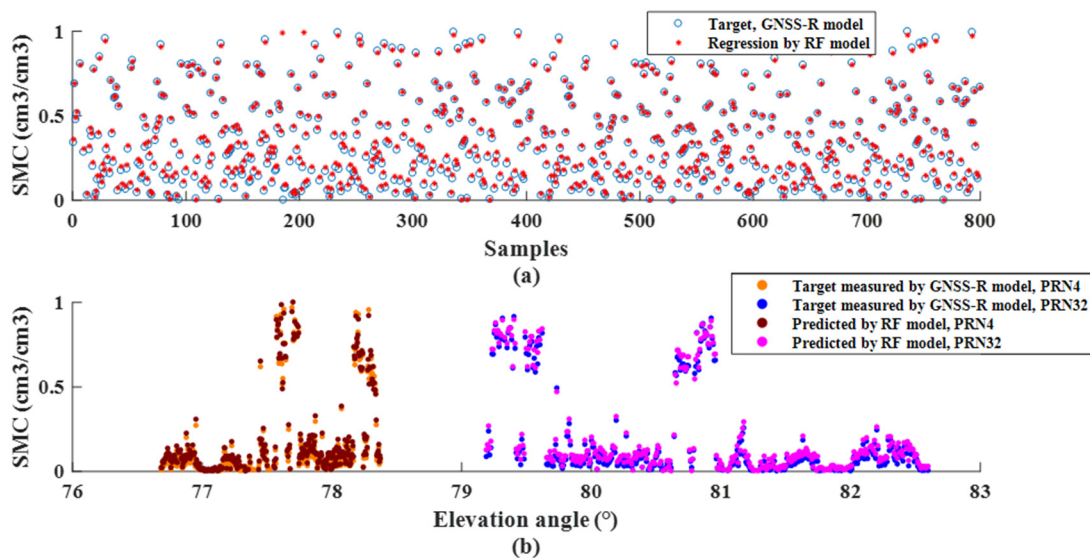 Target, GNSS-R model
Regression by RF model
SMC (cm3/cm3)
1
0.5
0
0 100 200 300 400 500 600 700 800
Samples
(a)
Target measured by GNSS-R model, PRN4
Target measured by GNSS-R model, PRN32
Predicted by RF model, PRN4
Predicted by RF model, PRN32
SMC (cm3/cm3)
1
0.5
0
76 77 78 79 80 81 82 83
Elevation angle (°)
(b)